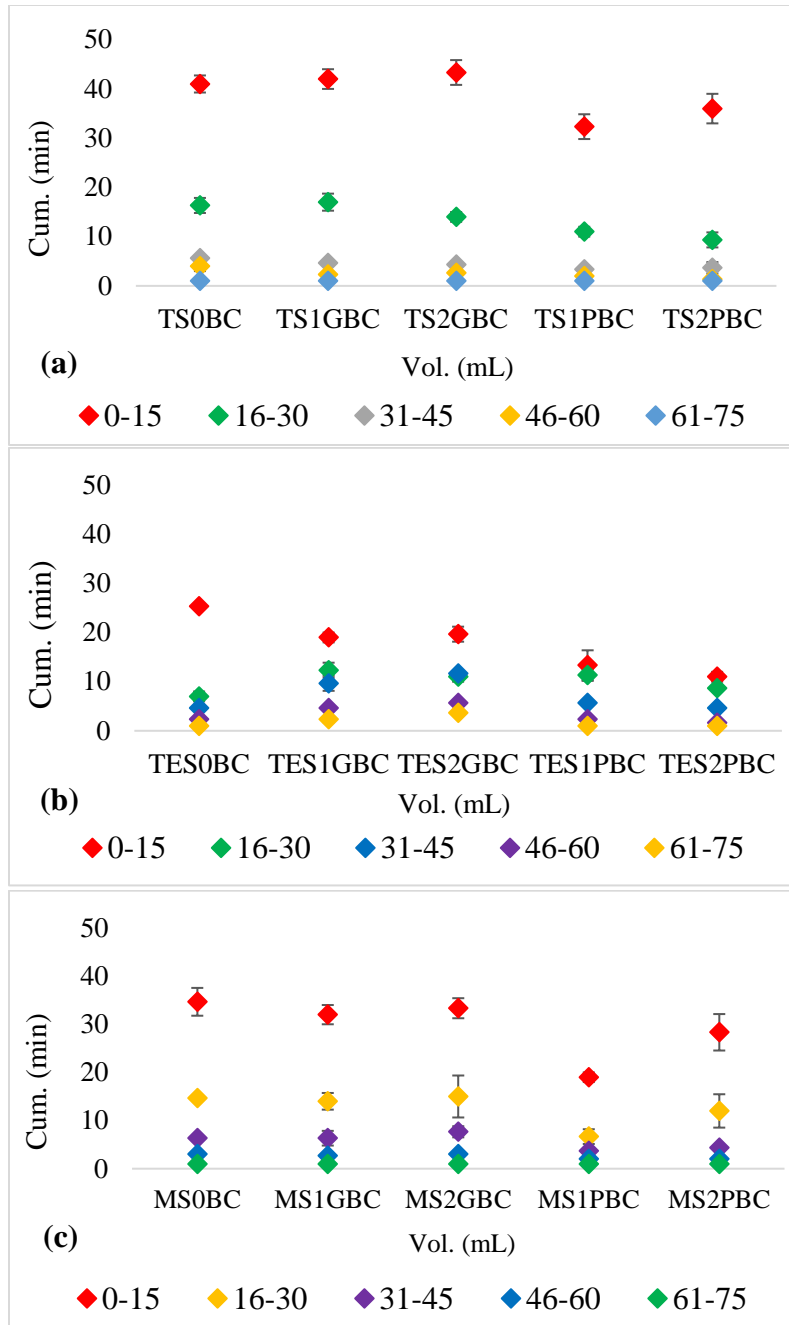 50
40
30
20
10
0
Cum. (min)
TS0BC TS1GBC TS2GBC TS1PBC TS2PBC
(a)
Vol. (mL)
0-15 16-30 31-45 46-60 61-75
50
40
30
20
10
0
Cum. (min)
TES0BC TES1GBC TES2GBC TES1PBC TES2PBC
(b)
Vol. (mL)
0-15 16-30 31-45 46-60 61-75
50
40
30
20
10
0
Cum. (min)
MS0BC MS1GBC MS2GBC MS1PBC MS2PBC
(c)
Vol. (mL)
0-15 16-30 31-45 46-60 61-75